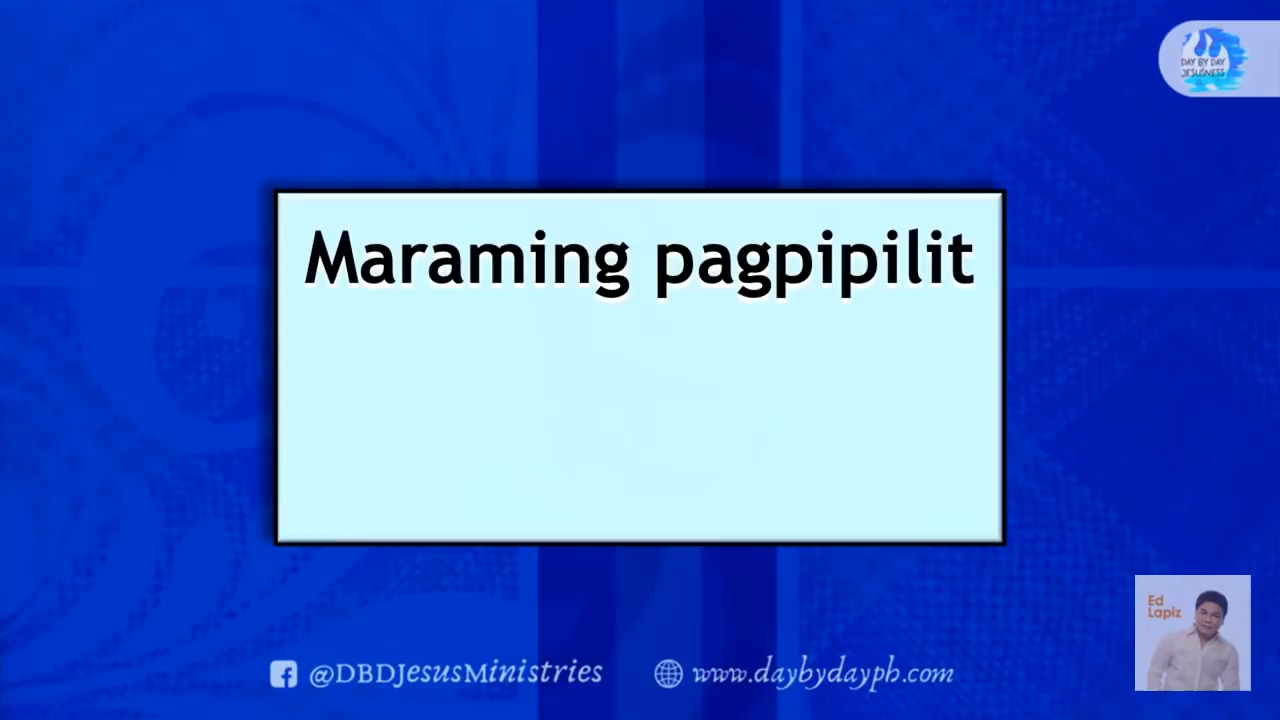 DAY BY DAY
JESUSNESS
Maraming pagpipilit
Ed
Lapiz
@DBDJesusMinistries
www.daybydayph.com